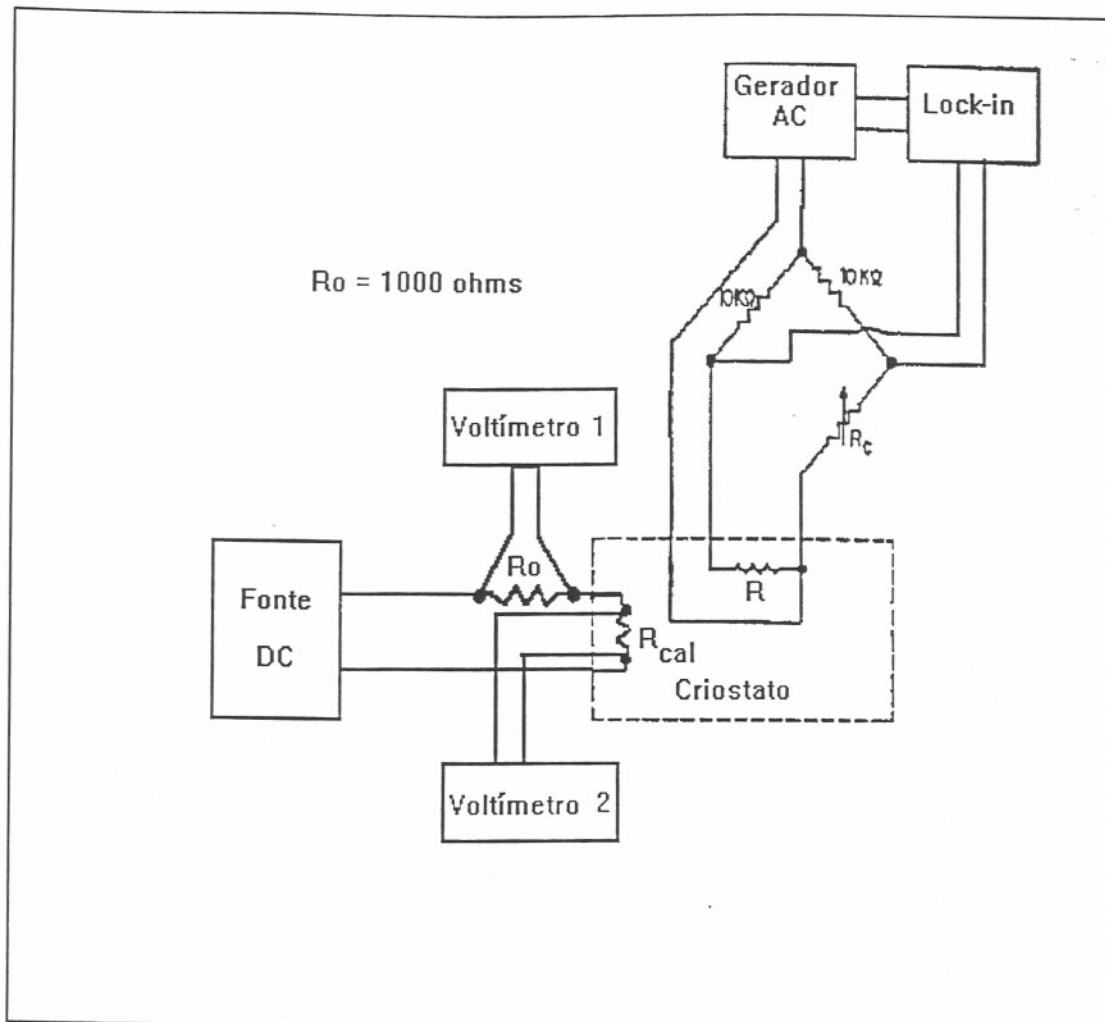 Gerador
AC
Lock-in
Ro = 1000 ohms
10KΩ
10KΩ
Voltímetro 1
Rc
Ro
R
Fonte
DC
Rcal
Criostato
Voltímetro 2